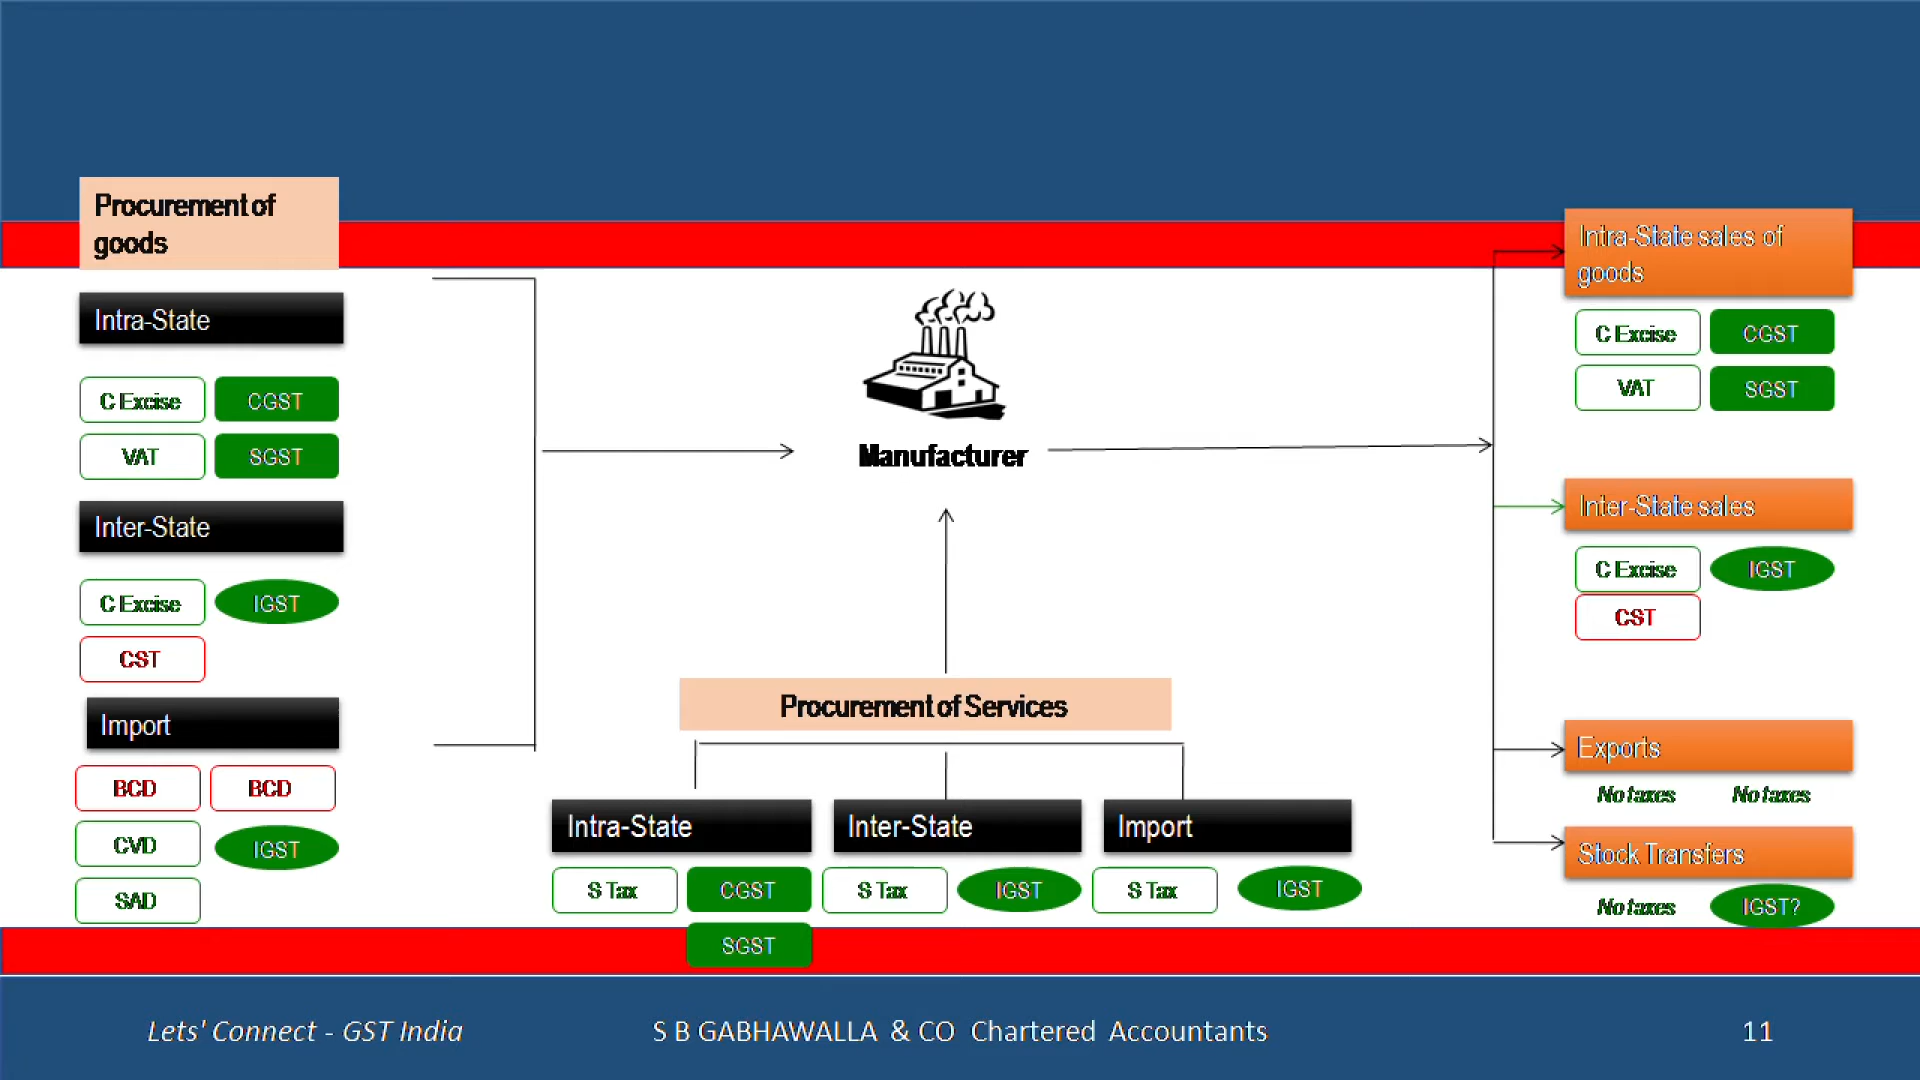 Procurement of
goods
Intra-State
C Excise CGST
VAT SGST
Inter-State
C Excise IGST
CST
Import
BCD BCD
CVD IGST
SAD
Manufacturer
Procurement of Services
Intra-State Inter-State Import
S Tax CGST S Tax IGST S Tax IGST
SGST
Intra-State sales of
goods
C Excise CGST
VAT SGST
Inter-State sales
C Excise IGST
CST
Exports
No taxes No taxes
Stock Transfers
No taxes IGST?
Lets' Connect - GST India S B GABHAWALLA & CO Chartered Accountants 11